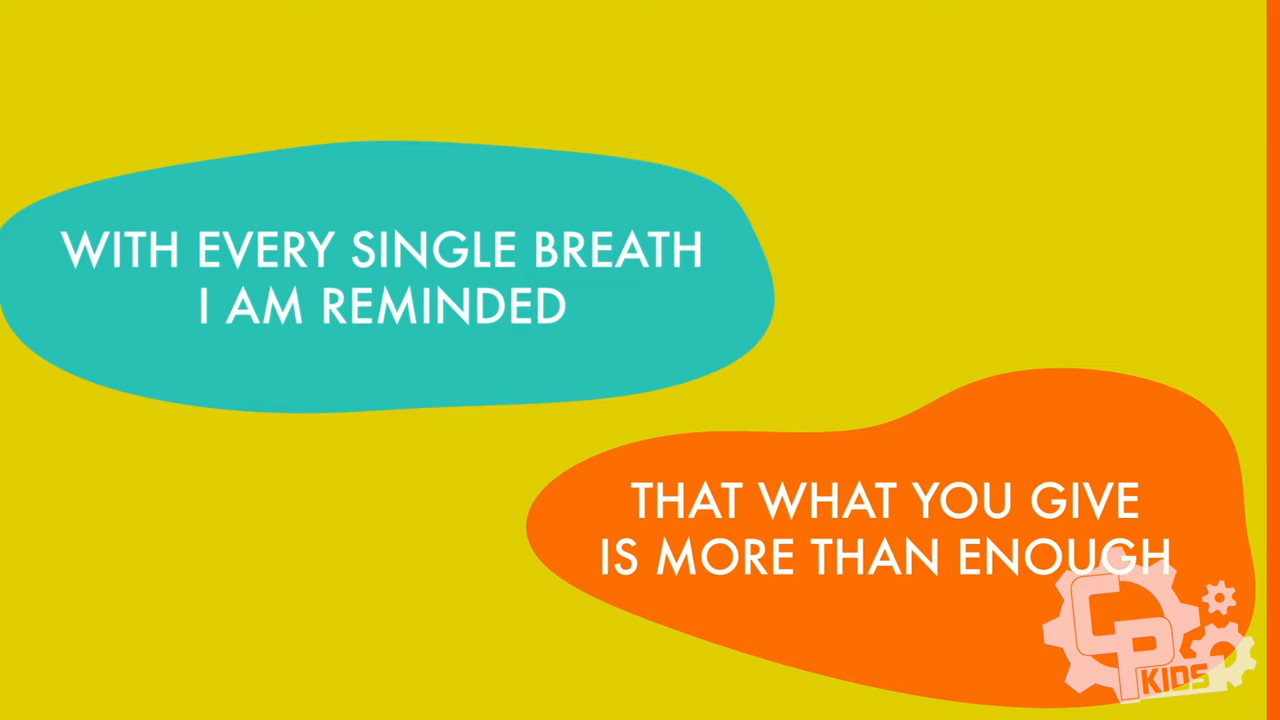 WITH EVERY SINGLE BREATH
I AM REMINDED
THAT WHAT YOU GIVE
IS MORE THAN ENOUGH
CP
KIDS